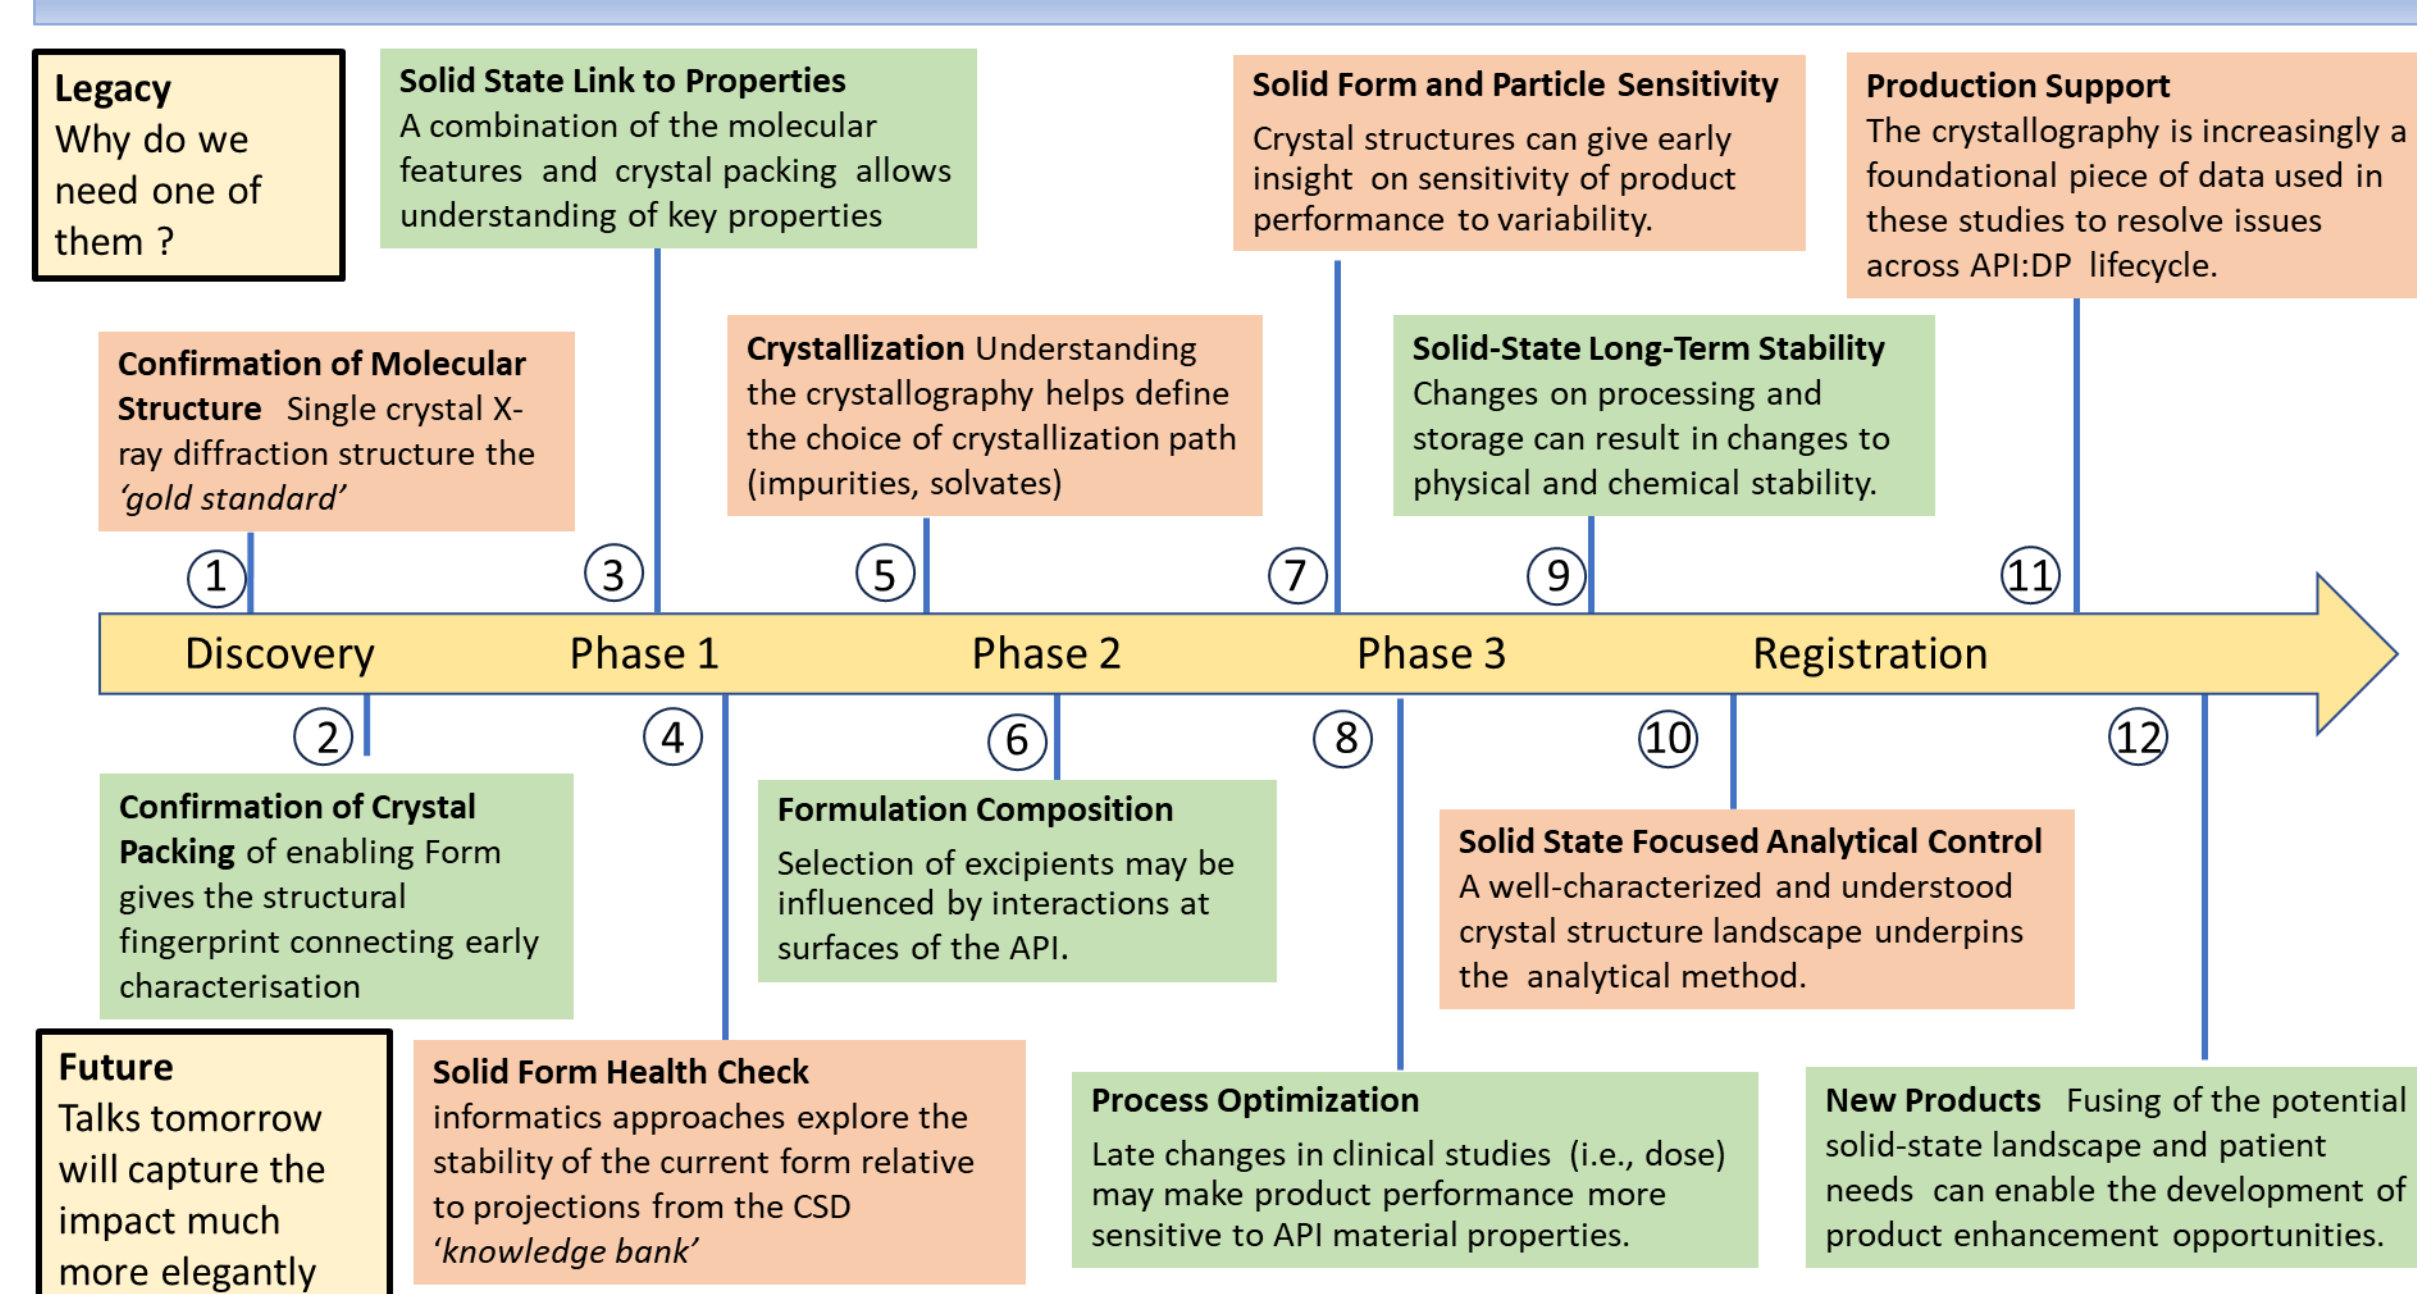 Legacy
Why do we
need one of
them ?
Solid State Link to Properties
A combination of the molecular
features and crystal packing allows
understanding of key properties
Solid Form and Particle Sensitivity
Crystal structures can give early
insight on sensitivity of product
performance to variability.
Production Support
The crystallography is increasingly a
foundational piece of data used in
these studies to resolve issues
across API:DP lifecycle.
Confirmation of Molecular
Structure Single crystal X-
ray diffraction structure the
‘gold standard’
Crystallization Understanding
the crystallography helps define
the choice of crystallization path
(impurities, solvates)
Solid-State Long-Term Stability
Changes on processing and
storage can result in changes to
physical and chemical stability.
1
3
5
7
9
11
Discovery
Phase 1
Phase 2
Phase 3
Registration
2
4
6
8
10
12
Confirmation of Crystal
Packing of enabling Form
gives the structural
fingerprint connecting early
characterisation
Formulation Composition
Selection of excipients may be
influenced by interactions at
surfaces of the API.
Solid State Focused Analytical Control
A well-characterized and understood
crystal structure landscape underpins
the analytical method.
Future
Talks tomorrow
will capture the
impact much
more elegantly
Solid Form Health Check
informatics approaches explore the
stability of the current form relative
to projections from the CSD
‘knowledge bank’
Process Optimization
Late changes in clinical studies (i.e., dose)
may make product performance more
sensitive to API material properties.
New Products Fusing of the potential
solid-state landscape and patient
needs can enable the development of
product enhancement opportunities.